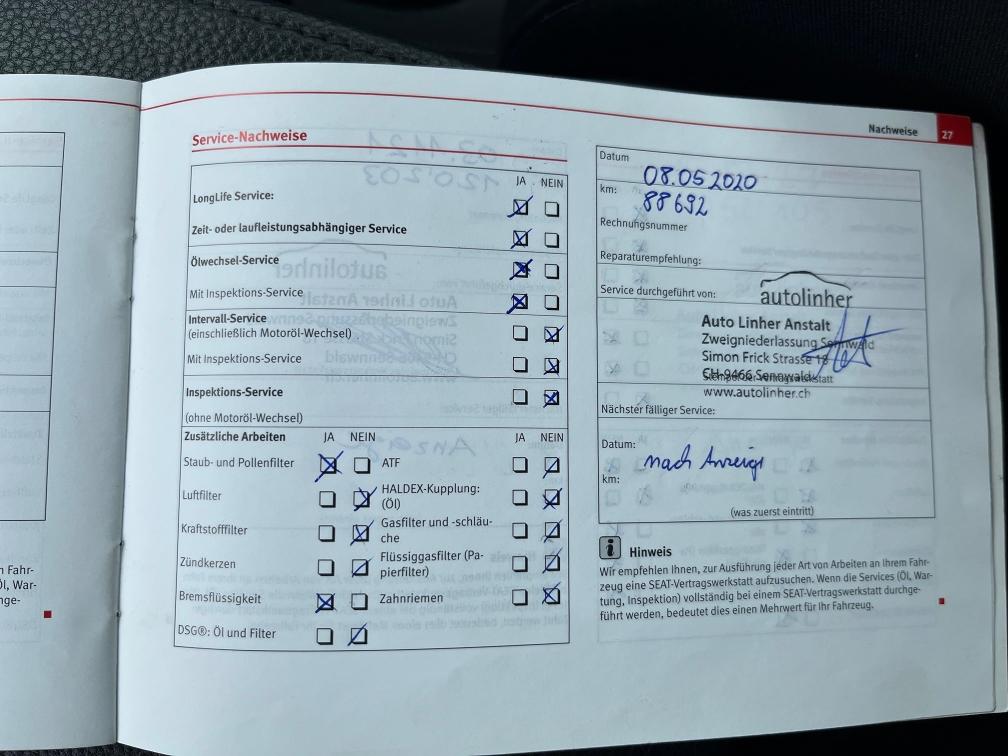 Nachweise 27
Service-Nachweise
JA NEIN
LongLife Service:
Zeit- oder laufleistungsabhängiger Service
Ölwechsel-Service
Mit Inspektions-Service
Intervall-Service
(einschließlich Motoröl-Wechsel)
Mit Inspektions-Service
Inspektions-Service
(ohne Motoröl-Wechsel)
Zusätzliche Arbeiten JA NEIN JA NEIN
Staub- und Pollenfilter ATF
Luftfilter HALDEX-Kupplung:
(Öl)
Kraftstofffilter Gasfilter und -schläu-
che
Zündkerzen Flüssiggasfilter (Pa-
pierfilter)
Bremsflüssigkeit Zahnriemen
DSG®: Öl und Filter
Datum 08.05.2020
km: 88692
Rechnungsnummer
Reparaturempfehlung:
Service durchgeführt von:
autolinher
Auto Linher Anstalt
Zweigniederlassung Sennwald
Simon Frick Strasse 18
CH-9466 Sennwald
Stempel der Vertragswerkstatt
www.autolinher.ch
Nächster fälliger Service:
Datum:
nach Anzeige
km:
(was zuerst eintritt)
i Hinweis
Wir empfehlen Ihnen, zur Ausführung jeder Art von Arbeiten an Ihrem Fahr-
zeug eine SEAT-Vertragswerkstatt aufzusuchen. Wenn die Services (Öl, War-
tung, Inspektion) vollständig bei einem SEAT-Vertragswerkstatt durchge-
führt werden, bedeutet dies einen Mehrwert für Ihr Fahrzeug.
m Fahr-
Öl, War-
hge-